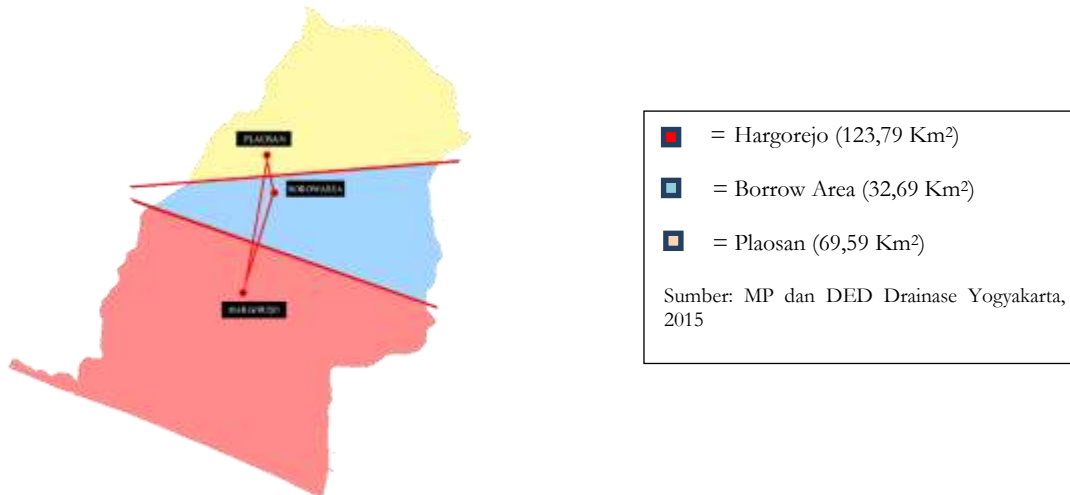 PLAOSAN
BOROWAREA
HARGOREJO
= Hargorejo (123,79 Km²)
= Borrow Area (32,69 Km²)
= Plaosan (69,59 Km²)
Sumber: MP dan DED Drainase Yogyakarta,
2015